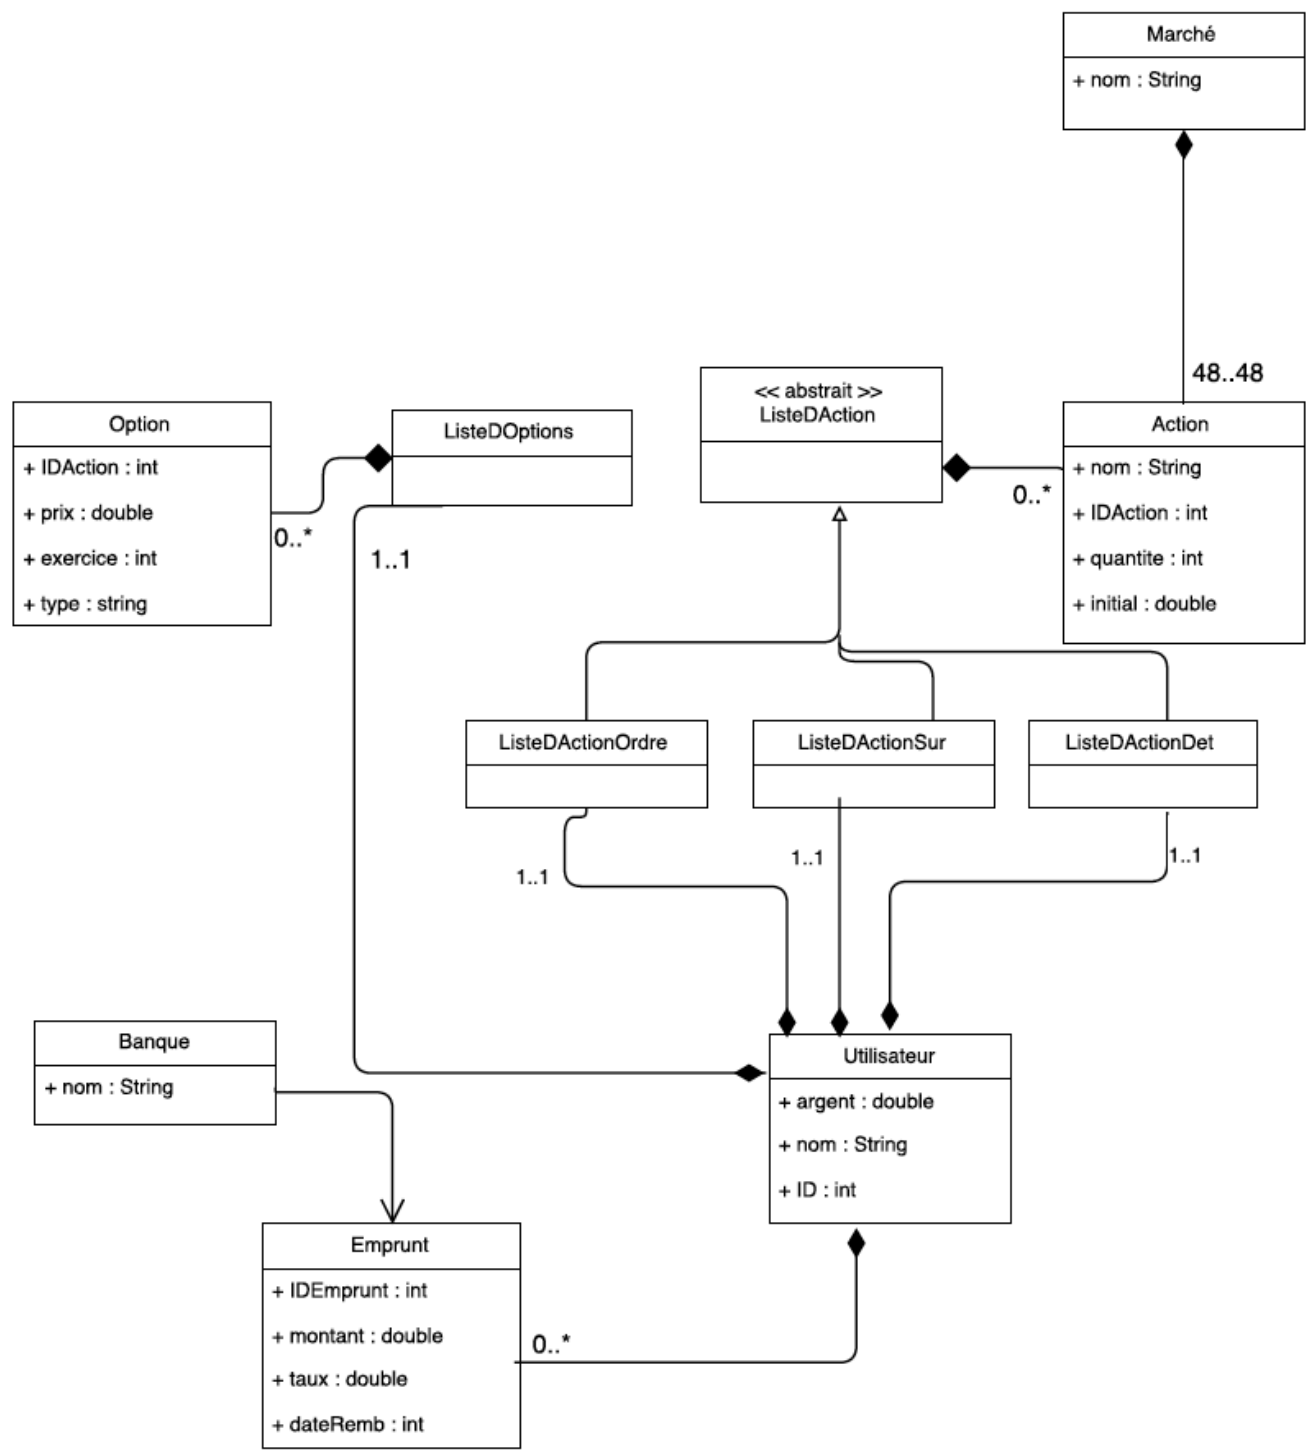 Marché
+ nom : String
48..48
<< abstrait >>
ListeDAction
0..*
Action
+ nom : String
+ IDAction : int
+ quantite : int
+ initial : double
Option
+ IDAction : int
+ prix : double
+ exercice : int
+ type : string
0..*
ListeDOptions
1..1
ListeDActionOrdre
ListeDActionSur
ListeDActionDet
1..1
1..1
1..1
Banque
+ nom : String
Utilisateur
+ argent : double
+ nom : String
+ ID : int
Emprunt
+ IDEmprunt : int
+ montant : double
+ taux : double
+ dateRemb : int
0..*